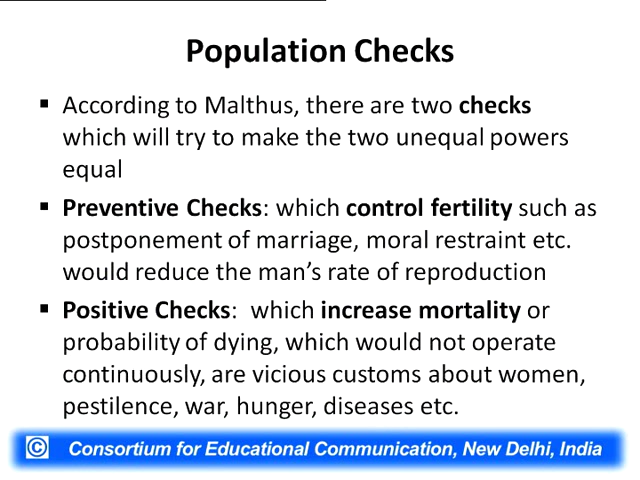 Population Checks
▪ According to Malthus, there are two checks
which will try to make the two unequal powers
equal
▪ Preventive Checks: which control fertility such as
postponement of marriage, moral restraint etc.
would reduce the man's rate of reproduction
▪ Positive Checks: which increase mortality or
probability of dying, which would not operate
continuously, are vicious customs about women,
pestilence, war, hunger, diseases etc.
© Consortium for Educational Communication, New Delhi, India